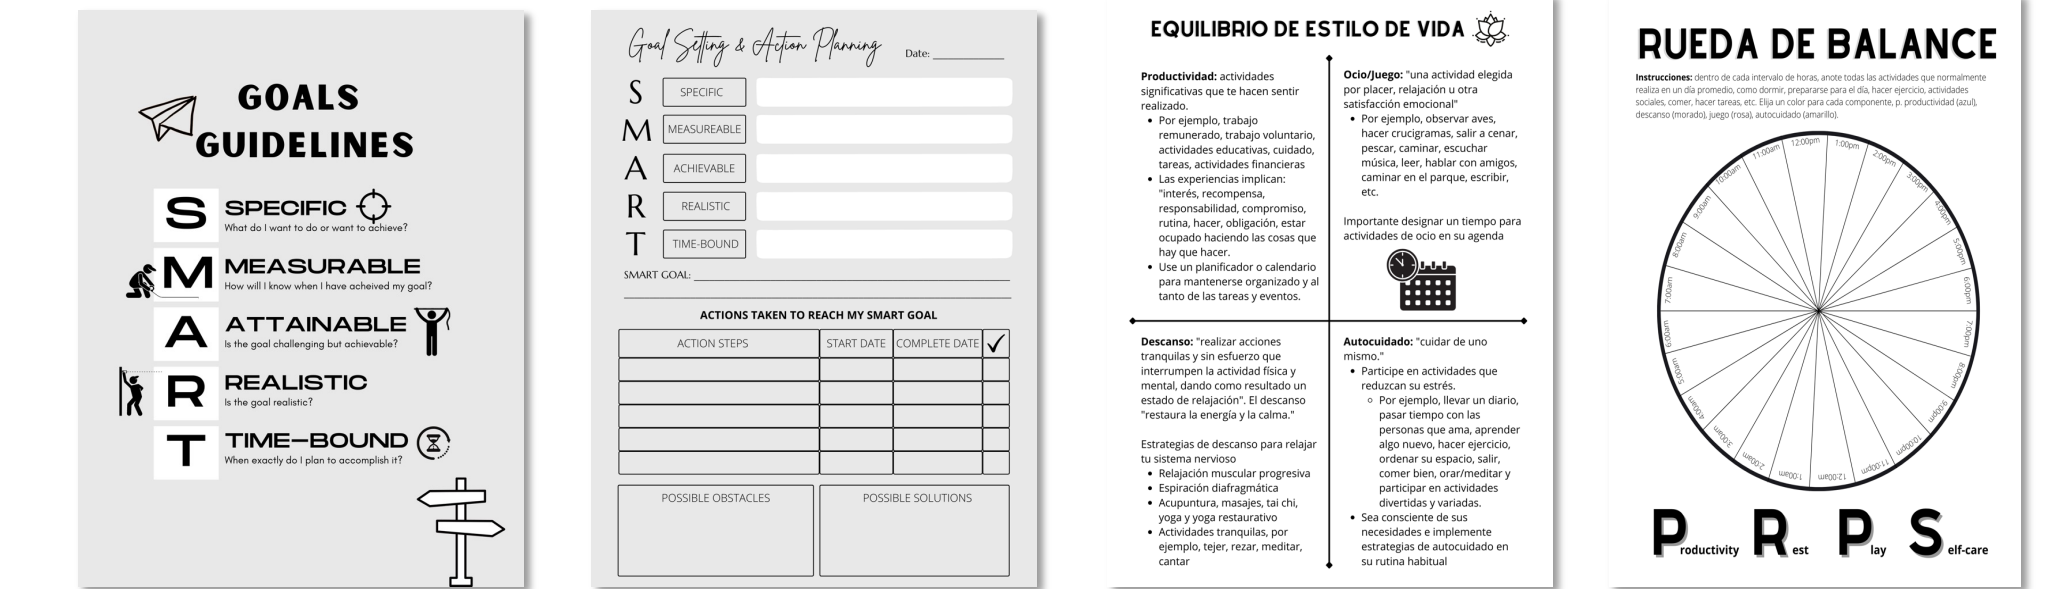 GOALS
GUIDELINES
S
SPECIFIC
What do I want to do or want to achieve?
M
MEASURABLE
How will I know when I have acheived my goal?
A
ATTAINABLE
Is the goal challenging but achievable?
R
REALISTIC
Is the goal realistic?
T
TIME-BOUND
When exactly do I plan to accomplish it?
Goal Setting & Action Planning
Date:
S SPECIFIC
M MEASUREABLE
A ACHIEVABLE
R REALISTIC
T TIME-BOUND
SMART GOAL:
ACTIONS TAKEN TO REACH MY SMART GOAL
ACTION STEPS START DATE COMPLETE DATE ✓
POSSIBLE OBSTACLES POSSIBLE SOLUTIONS
EQUILIBRIO DE ESTILO DE VIDA
Productividad: actividades
significativas que te hacen sentir
realizado.
• Por ejemplo, trabajo
remunerado, trabajo voluntario,
actividades educativas, cuidado,
tareas, actividades financieras
• Las experiencias implican:
"interés, recompensa,
responsabilidad, compromiso,
rutina, hacer, obligación, estar
ocupado haciendo las cosas que
hay que hacer.
• Use un planificador o calendario
para mantenerse organizado y al
tanto de las tareas y eventos.
Ocio/Juego: "una actividad elegida
por placer, relajación u otra
satisfacción emocional"
• Por ejemplo, observar aves,
hacer crucigramas, salir a cenar,
pescar, caminar, escuchar
música, leer, hablar con amigos,
caminar en el parque, escribir,
etc.
Importante designar un tiempo para
actividades de ocio en su agenda
Descanso: "realizar acciones
tranquilas y sin esfuerzo que
interrumpen la actividad física y
mental, dando como resultado un
estado de relajación". El descanso
"restaura la energía y la calma."
Estrategias de descanso para relajar
tu sistema nervioso
• Relajación muscular progresiva
• Espiración diafragmática
• Acupuntura, masajes, tai chi,
yoga y yoga restaurativo
• Actividades tranquilas, por
ejemplo, tejer, rezar, meditar,
cantar
Autocuidado: "cuidar de uno
mismo."
• Participe en actividades que
reduzcan su estrés.
○ Por ejemplo, llevar un diario,
pasar tiempo con las
personas que ama, aprender
algo nuevo, hacer ejercicio,
ordenar su espacio, salir,
comer bien, orar/meditar y
participar en actividades
divertidas y variadas.
• Sea consciente de sus
necesidades e implemente
estrategias de autocuidado en
su rutina habitual
RUEDA DE BALANCE
Instrucciones: dentro de cada intervalo de horas, anote todas las actividades que normalmente
realiza en un día promedio, como dormir, prepararse para el día, hacer ejercicio, actividades
sociales, comer, hacer tareas, etc. Elija un color para cada componente, p. productividad (azul),
descanso (morado), juego (rosa), autocuidado (amarillo).
12:00pm
1:00pm
2:00pm
3:00pm
4:00pm
5:00pm
6:00pm
7:00pm
8:00pm
9:00pm
10:00pm
11:00pm
12:00am
1:00am
2:00am
3:00am
4:00am
5:00am
6:00am
7:00am
8:00am
9:00am
10:00am
11:00am
Productivity Rest Play Self-care